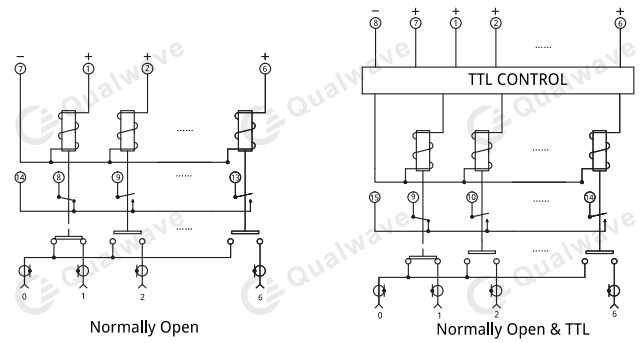 − + + +
7 1 2 6
......
14 8 9 ...... 13
......
0 1 2 6
Normally Open
− + + + +
8 7 1 2 6
......
TTL CONTROL
......
15 9 10 ...... 14
......
0 1 2 6
Normally Open & TTL
Qualwave
Qualwave
Qualwave
Qualwave
Qualwave
Qualwave